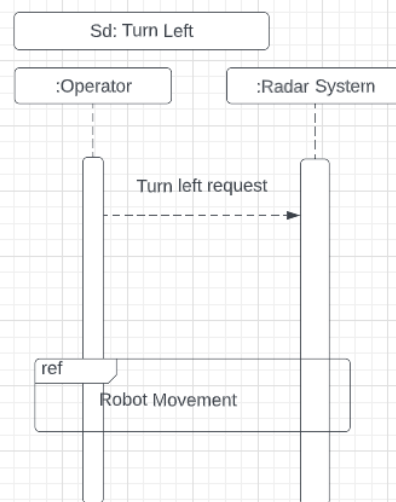 Sd: Turn Left
:Operator
:Radar System
Turn left request
ref
Robot Movement